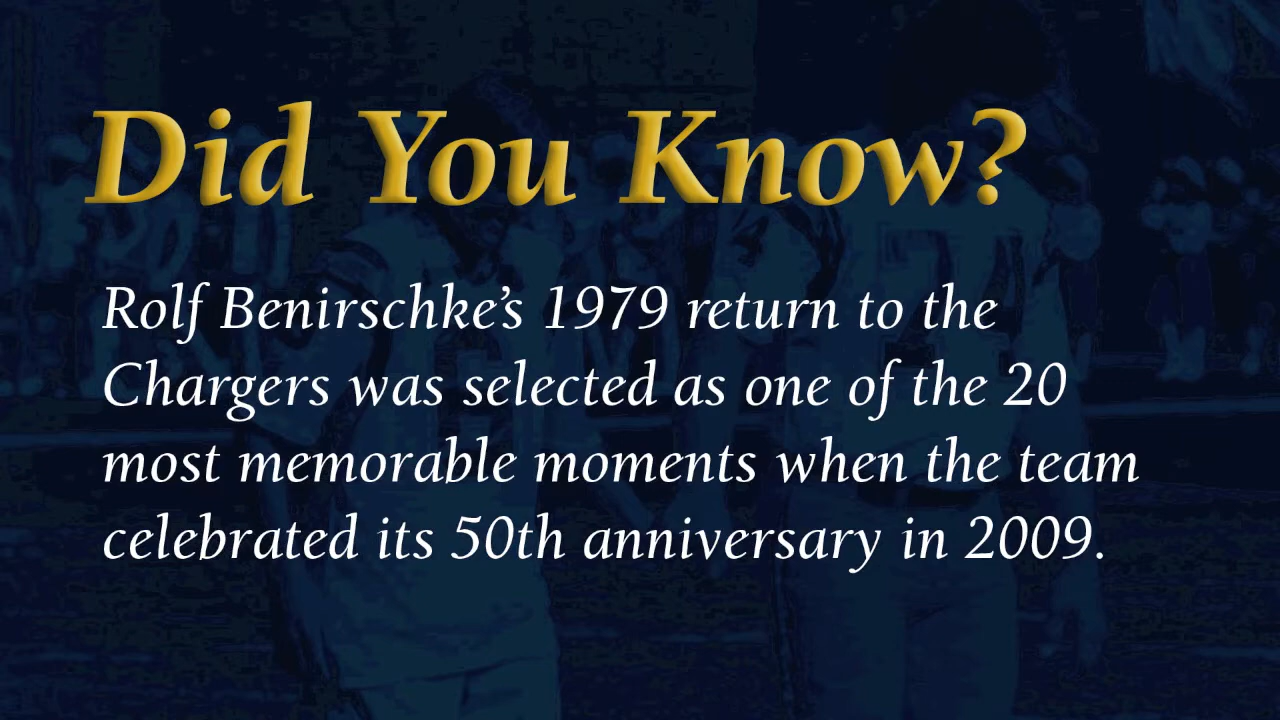 Did You Know?
Rolf Benirschke’s 1979 return to the
Chargers was selected as one of the 20
most memorable moments when the team
celebrated its 50th anniversary in 2009.